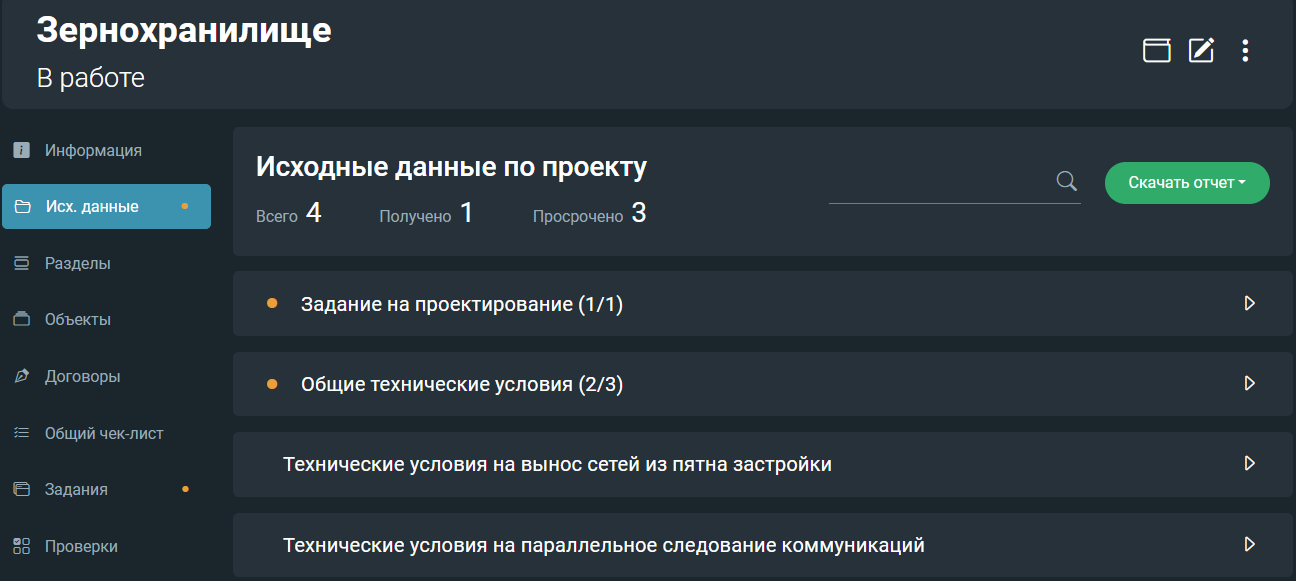 Зернохранилище
В работе
Информация
Исх. данные
Разделы
Объекты
Договоры
Общий чек-лист
Задания
Проверки
Исходные данные по проекту
Всего 4 Получено 1 Просрочено 3
Скачать отчет
Задание на проектирование (1/1)
Общие технические условия (2/3)
Технические условия на вынос сетей из пятна застройки
Технические условия на параллельное следование коммуникаций